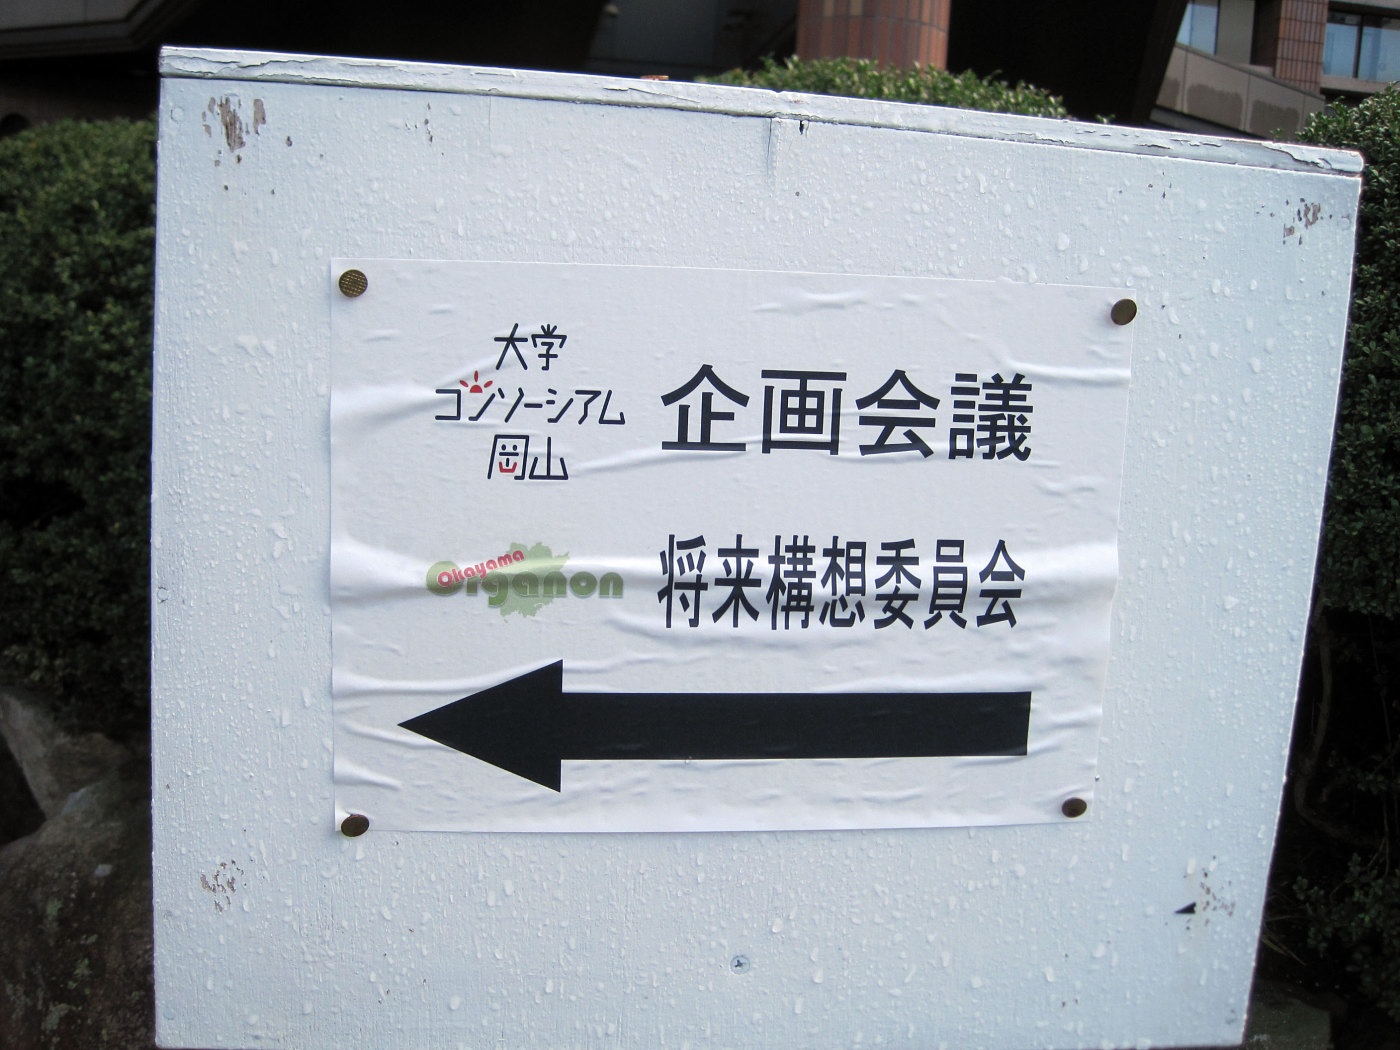 大学
コンソーシアム
岡山
企画会議
Okayama
Organon
将来構想委員会